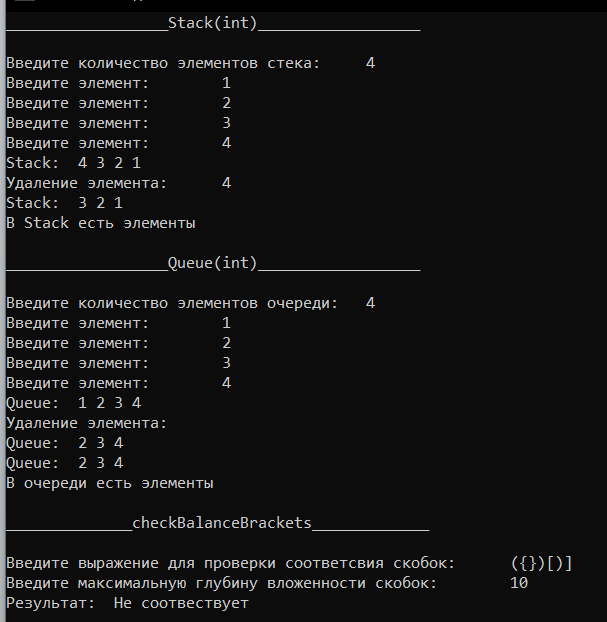 __________________Stack(int)__________________
Введите количество элементов стека: 4
Введите элемент: 1
Введите элемент: 2
Введите элемент: 3
Введите элемент: 4
Stack: 4 3 2 1
Удаление элемента: 4
Stack: 3 2 1
В Stack есть элементы
__________________Queue(int)__________________
Введите количество элементов очереди: 4
Введите элемент: 1
Введите элемент: 2
Введите элемент: 3
Введите элемент: 4
Queue: 1 2 3 4
Удаление элемента:
Queue: 2 3 4
Queue: 2 3 4
В очереди есть элементы
______________checkBalanceBrackets_____________
Введите выражение для проверки соответсвия скобок: ({})[)]
Введите максимальную глубину вложенности скобок: 10
Результат: Не соотвествует